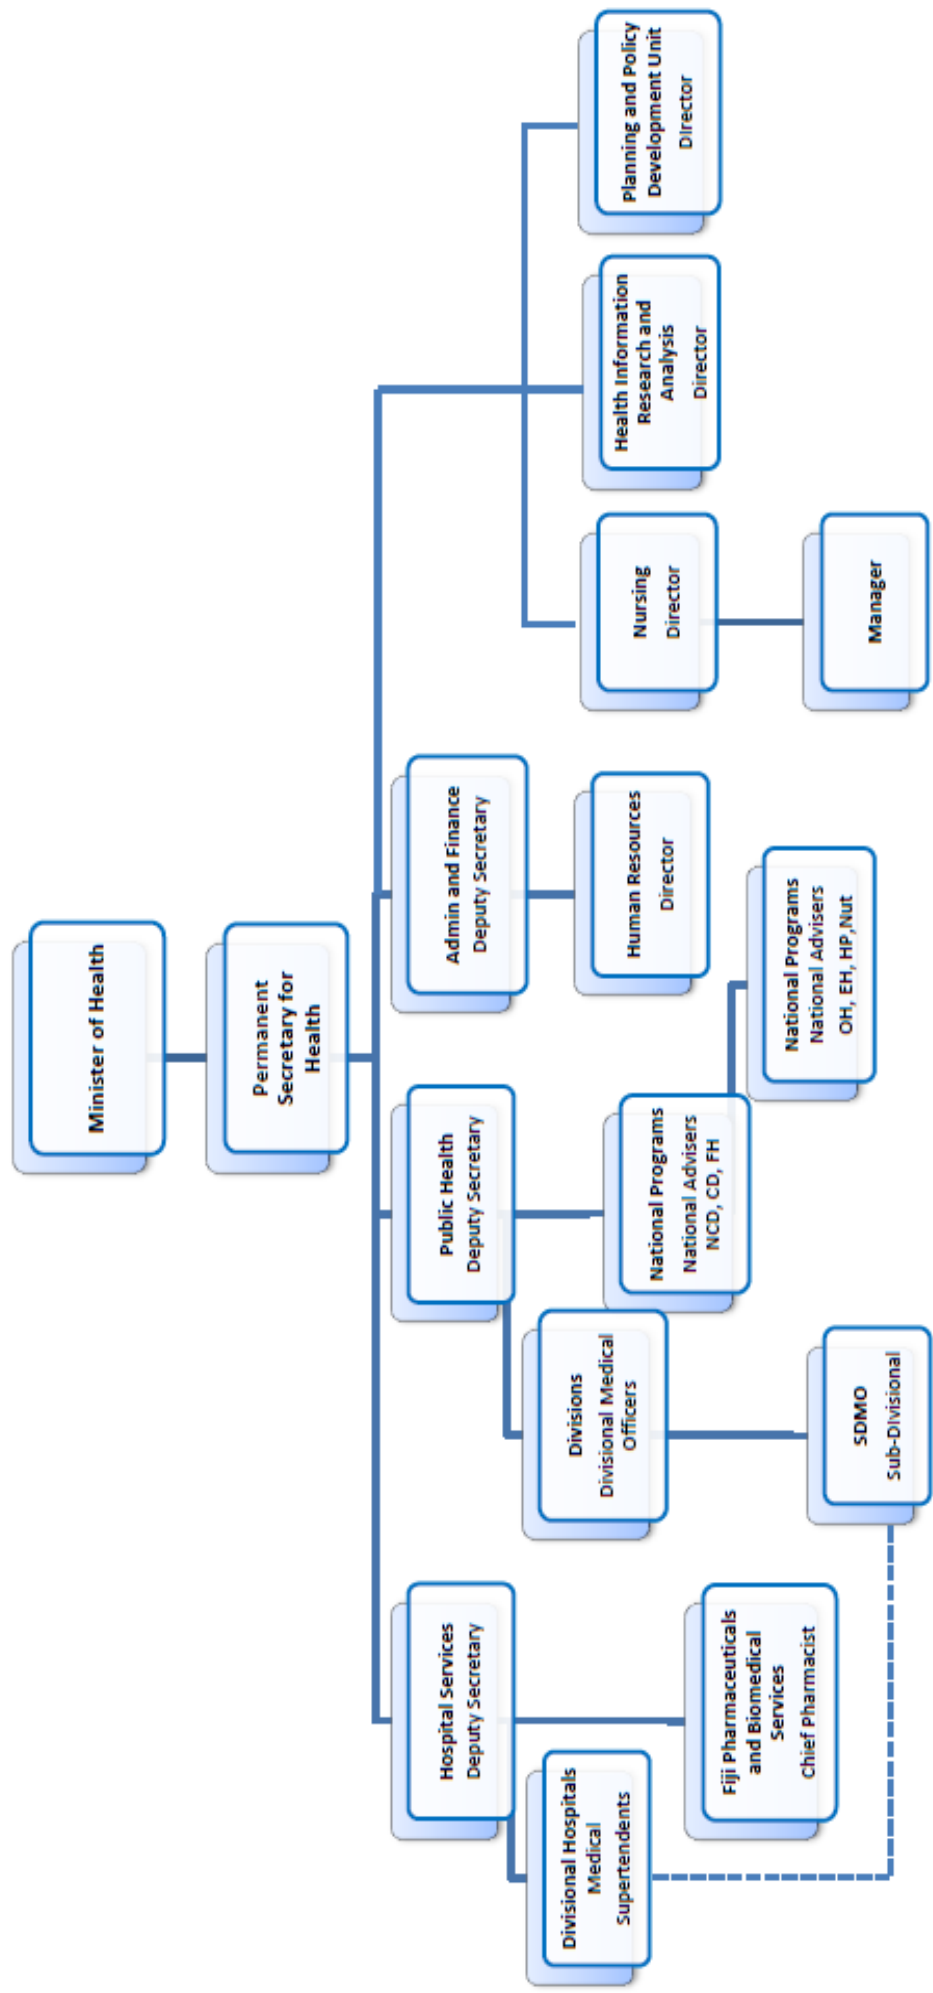 Minister of Health
Permanent
Secretary for
Health
Hospital Services
Deputy Secretary
Public Health
Deputy Secretary
Admin and Finance
Deputy Secretary
Divisional Hospitals
Medical
Supertendents
Fiji Pharmaceuticals
and Biomedical
Services
Chief Pharmacist
Divisions
Divisional Medical
Officers
National Programs
National Advisers
NCD, CD, FH
Human Resources
Director
Nursing
Director
Health Information
Research and
Analysis
Director
Planning and Policy
Development Unit
Director
SDMO
Sub-Divisional
National Programs
National Advisers
OH, EH, HP,Nut
Manager